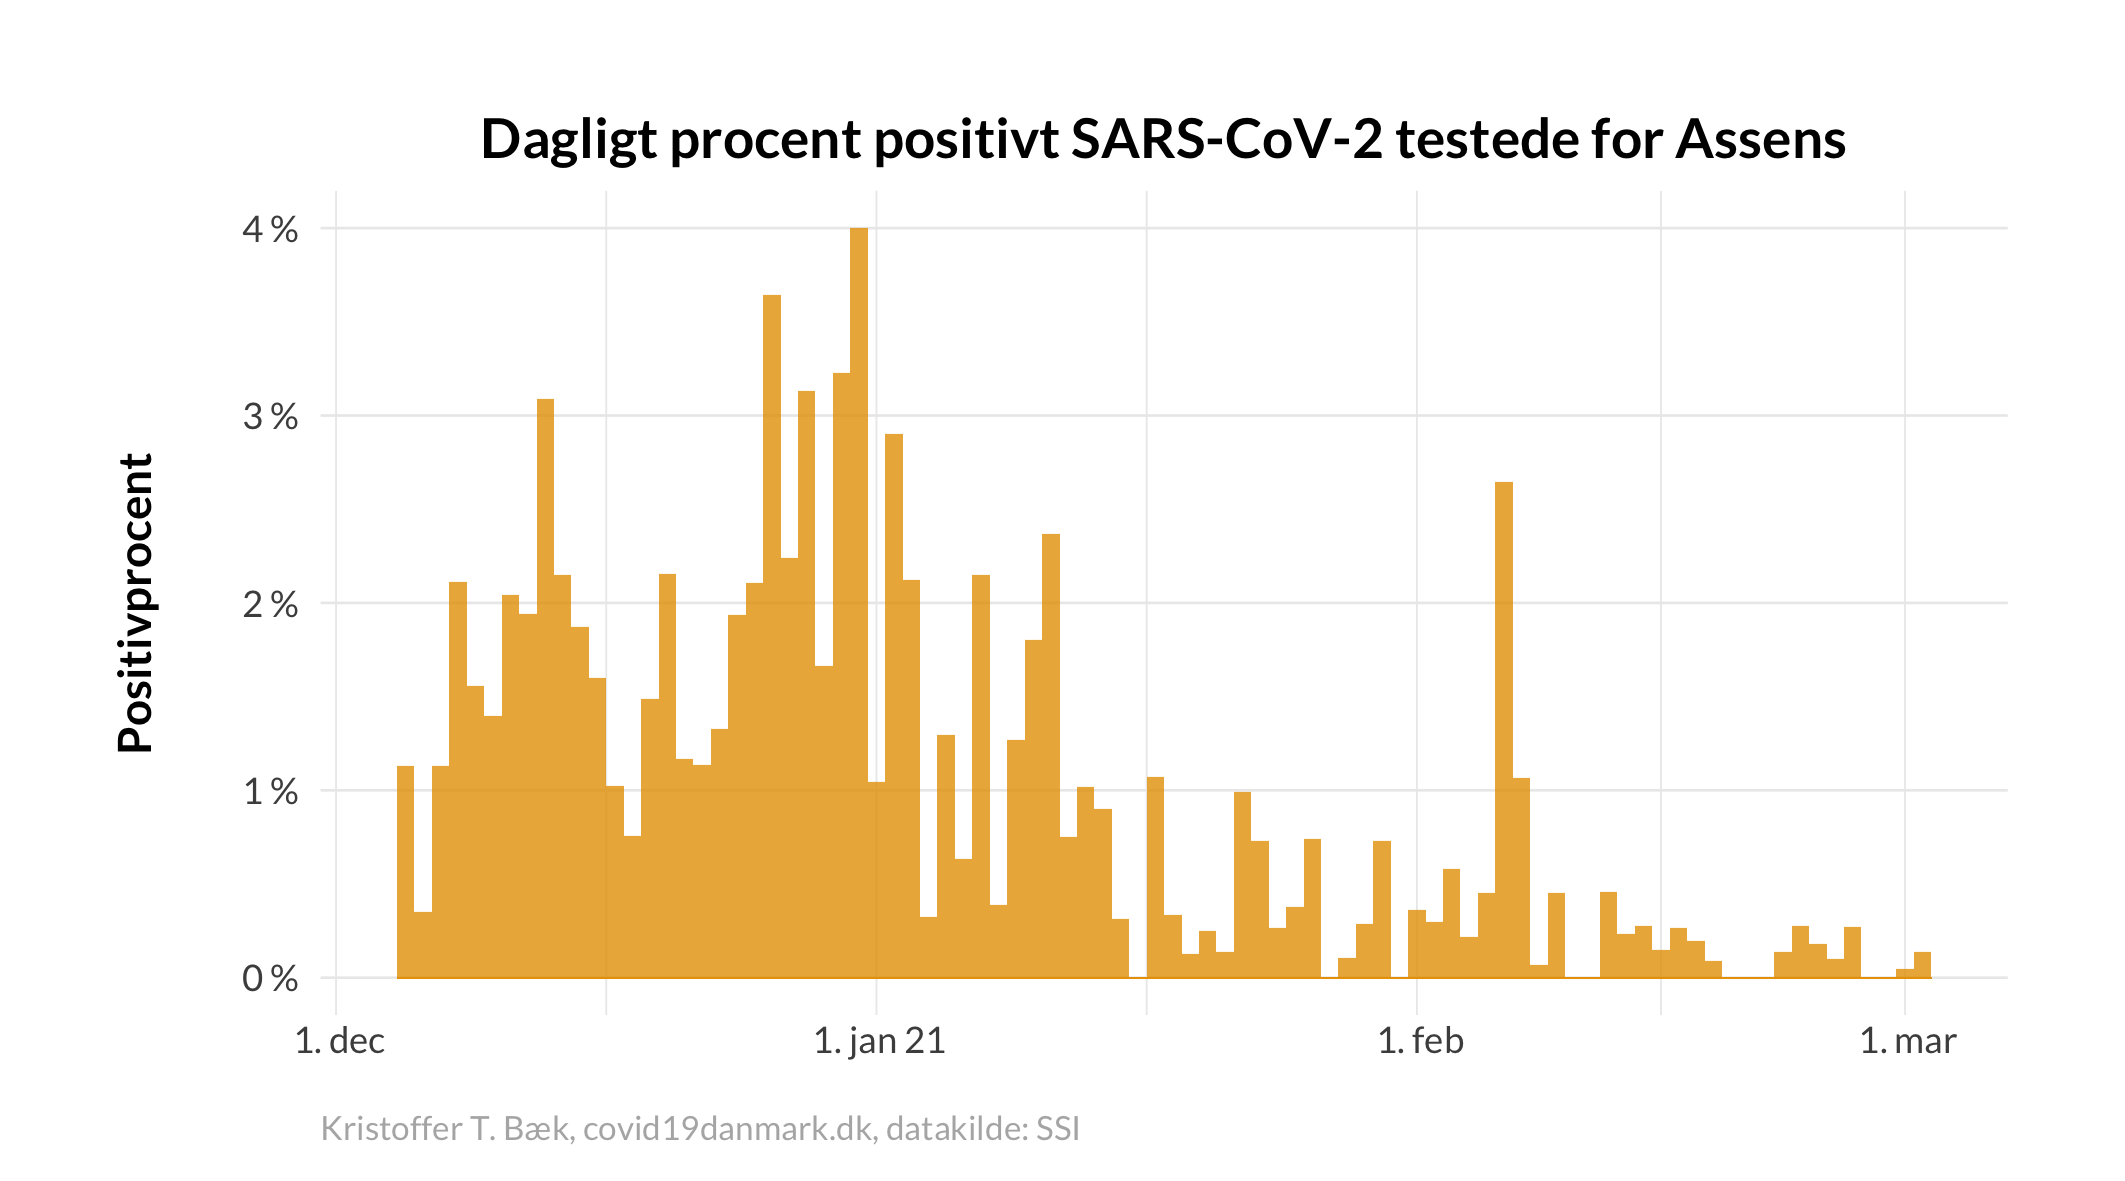 Dagligt procent positivt SARS-CoV-2 testede for Assens
Positivprocent
4 %
3 %
2 %
1 %
0 %
1. dec
1. jan 21
1. feb
1. mar
Kristoffer T. Bæk, covid19danmark.dk, datakilde: SSI